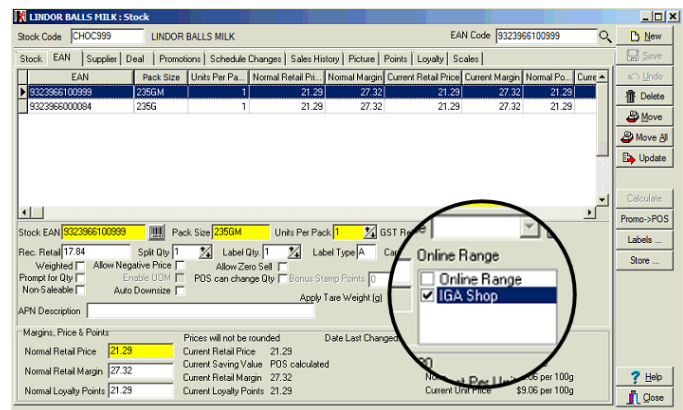 LINDOR BALLS MILK : Stock
Stock Code CHOC999 LINDOR BALLS MILK EAN Code 9323966100999
Stock EAN Supplier Deal Promotions Schedule Changes Sales History Picture Points Loyalty Scales
EAN Pack Size Units Per Pa... Normal Retail Pri... Normal Margin Current Retail Price Current Margin Normal Po... Curre
9323966100999 235GM 1 21.29 27.32 21.29 27.32 21.29
9323966000084 235G 1 21.29 27.32 21.29 27.32 21.29
Stock EAN 9323966100999 Pack Size 235GM Units Per Pack 1 GST R
Rec. Retail 17.84 Split Qty 1 Label Qty. 1 Label Type A Ca
Weighted Allow Negative Price Allow Zero Sell
Prompt for Qty Enable UOM POS can change Qty Bonus Stamp Points 0
Non-Saleable Auto Downsize Apply Tare Weight (g)
APN Description
Online Range
Online Range
IGA Shop
Margins, Price & Points
Prices will not be rounded Date Last Changed
Normal Retail Price 21.29 Current Retail Price 21.29
Current Saving Value POS calculated
Normal Retail Margin 27.32 Current Retail Margin 27.32 .06 per 100g
Normal Loyalty Points 21.29 Current Loyalty Points 21.29 Current Unit Price $9.06 per 100g
New
Save
Undo
Delete
Move
Move All
Update
Calculate
Promo->POS
Labels ...
Store ...
Help
Close